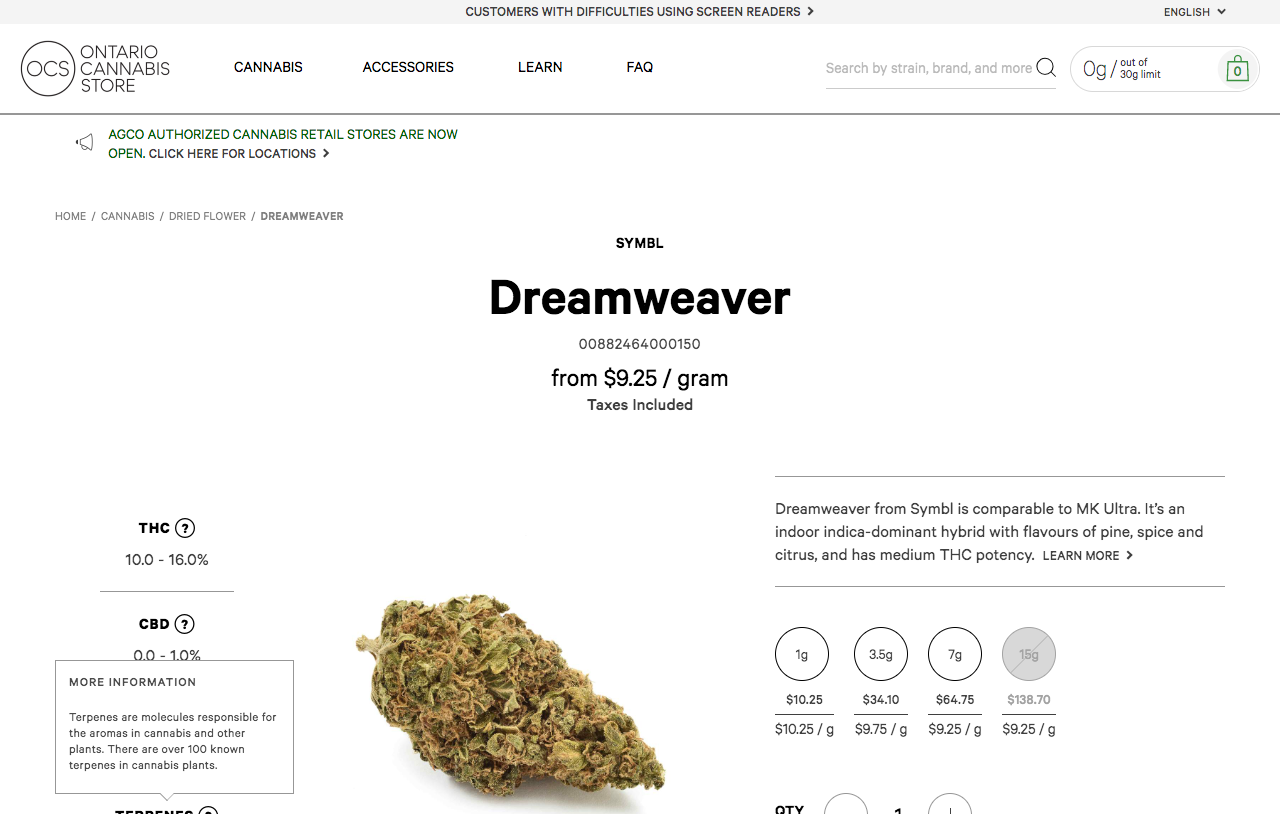 CUSTOMERS WITH DIFFICULTIES USING SCREEN READERS
ENGLISH
OCS
ONTARIO
CANNABIS
STORE
CANNABIS
ACCESSORIES
LEARN
FAQ
Search by strain, brand, and more
0g / out of
30g limit
0
AGCO AUTHORIZED CANNABIS RETAIL STORES ARE NOW
OPEN. CLICK HERE FOR LOCATIONS
HOME / CANNABIS / DRIED FLOWER / DREAMWEAVER
SYMBL
Dreamweaver
00882464000150
from $9.25 / gram
Taxes Included
THC ?
10.0 - 16.0%
CBD ?
0.0 - 1.0%
MORE INFORMATION
Terpenes are molecules responsible for
the aromas in cannabis and other
plants. There are over 100 known
terpenes in cannabis plants.
TERPENES ?
Dreamweaver from Symbl is comparable to MK Ultra. It’s an
indoor indica-dominant hybrid with flavours of pine, spice and
citrus, and has medium THC potency. LEARN MORE
1g 3.5g 7g 15g
$10.25 $34.10 $64.75 $138.70
$10.25 / g $9.75 / g $9.25 / g $9.25 / g
QTY 1